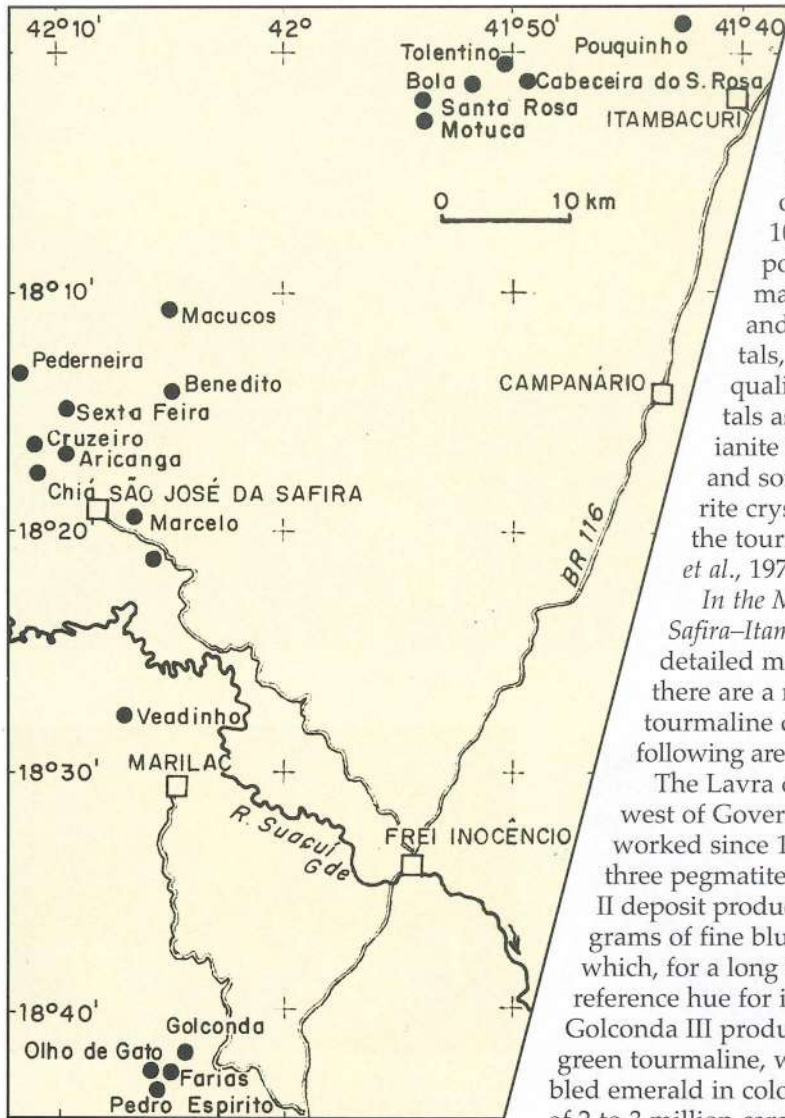 42°10' 42° 41°50' 41°40'
Tolentino Pouquinho
Bola Cabeceira do S. Rosa
Santa Rosa
Motuca
ITAMBACURI
0 10 km
18°10'
Macucos
Pederneira
Benedito
Sexta Feira
CAMPANÁRIO
Cruzeiro
Aricanga
Chiá SÃO JOSÉ DA SAFIRA
Marcelo
18°20'
BR 116
Veadinho
MARILAC
18°30'
R. Suaçuí
Gde
FREI INOCÊNCIO
18°40'
Golconda
Olho de Gato
Farias
Pedro Espirito
10
po
ma
and
tals,
quali
tals as
ianite
and so
rite crys
the tour
et al., 197
In the M
Safira–Itam
detailed m
there are a
tourmaline
following are
The Lavra
west of Gover
worked since 1
three pegmatite
II deposit produ
grams of fine blu
which, for a long
reference hue for i
Golconda III produ
green tourmaline, w
bled emerald in colo
of 2 to 3 million